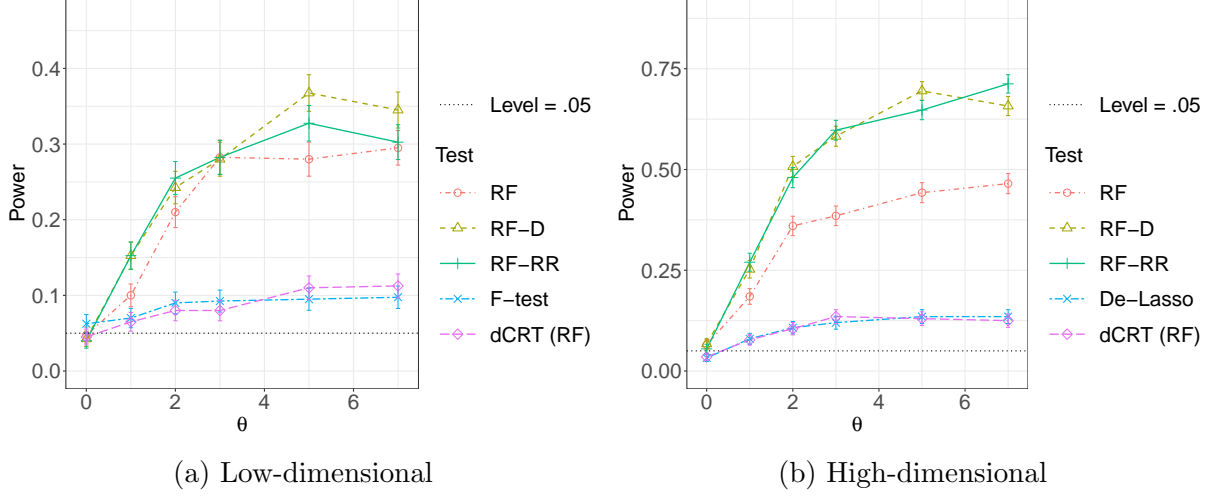 Power
0.4
0.3
0.2
0.1
0.0
0 2 4 6
θ
Level = .05
Test
RF
RF−D
RF−RR
F−test
dCRT (RF)
(a) Low-dimensional
Power
0.75
0.50
0.25
0.00
0 2 4 6
θ
Level = .05
Test
RF
RF−D
RF−RR
De−Lasso
dCRT (RF)
(b) High-dimensional